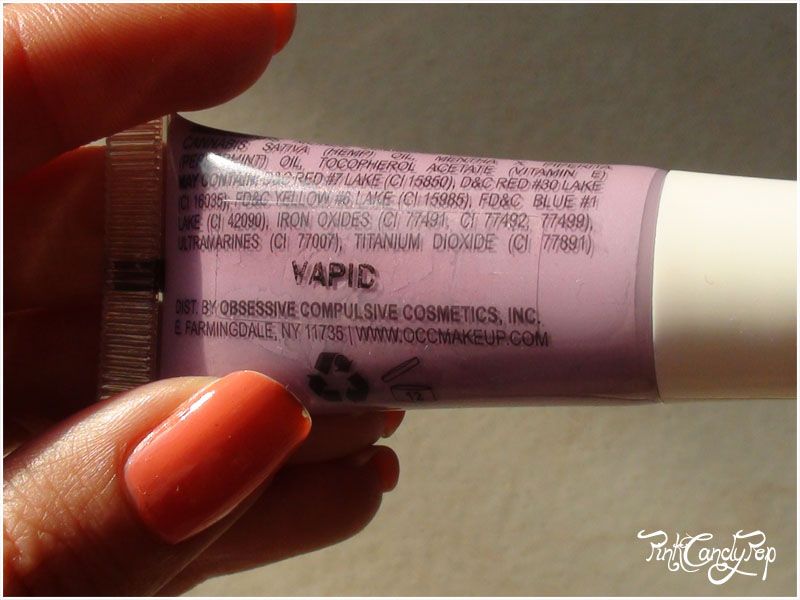 CANNABIS SATIVA (HEMP) OIL, MENTHA X PIPERITA
(PEPPERMINT) OIL, TOCOPHEROL ACETATE (VITAMIN E)
MAY CONTAIN: D&C RED #7 LAKE (CI 15850), D&C RED #30 LAKE
(CI 16035), FD&C YELLOW #6 LAKE (CI 15985), FD&C BLUE #1
LAKE (CI 42090), IRON OXIDES (CI 77491, CI 77492, 77499),
ULTRAMARINES (CI 77007), TITANIUM DIOXIDE (CI 77891)
VAPID
DIST. BY OBSESSIVE COMPULSIVE COSMETICS, INC.
E. FARMINGDALE, NY 11735 | WWW.OCCMAKEUP.COM
12
PinkCandyPop